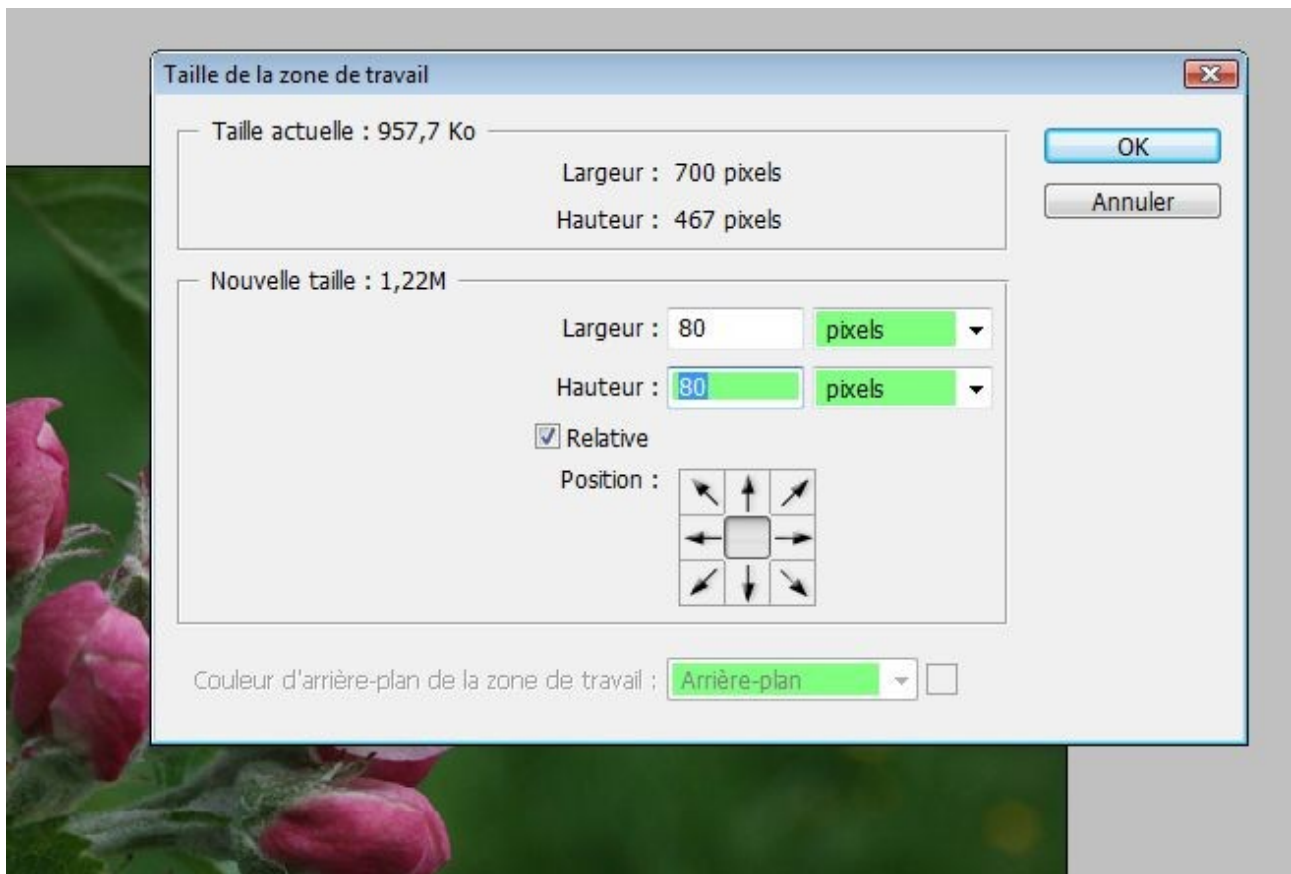 Taille de la zone de travail
Taille actuelle : 957,7 Ko
OK
Largeur : 700 pixels
Annuler
Hauteur : 467 pixels
Nouvelle taille : 1,22M
Largeur : 80 pixels
Hauteur : 80 pixels
Relative
Position :
Couleur d'arrière-plan de la zone de travail : Arrière-plan